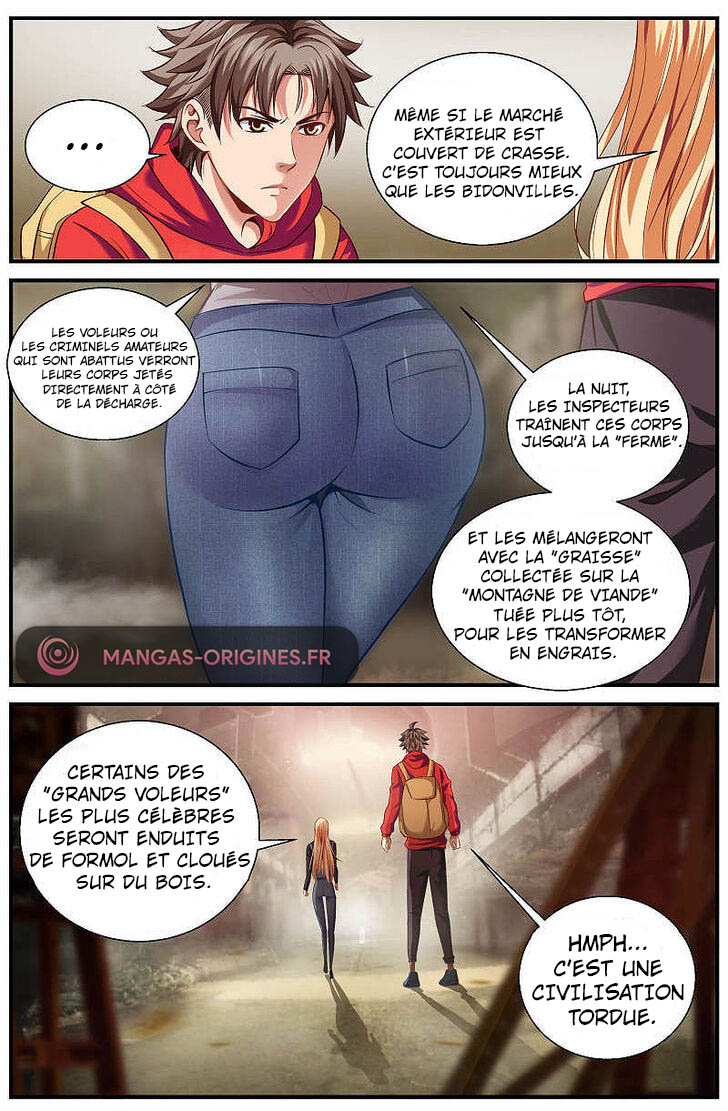 ...
MÊME SI LE MARCHÉ
EXTÉRIEUR EST
COUVERT DE CRASSE.
C'EST TOUJOURS MIEUX
QUE LES BIDONVILLES.
LES VOLEURS OU
LES CRIMINELS AMATEURS
QUI SONT ABATTUS VERRONT
LEURS CORPS JETÉS
DIRECTEMENT À CÔTÉ
DE LA DÉCHARGE.
LA NUIT,
LES INSPECTEURS
TRAÎNENT CES CORPS
JUSQU'À LA "FERME".
ET LES MÉLANGERONT
AVEC LA "GRAISSE"
COLLECTÉE SUR LA
"MONTAGNE DE VIANDE"
TUÉE PLUS TÔT,
POUR LES TRANSFORMER
EN ENGRAIS.
MANGAS-ORIGINES.FR
CERTAINS DES
"GRANDS VOLEURS"
LES PLUS CÉLÈBRES
SERONT ENDUITS
DE FORMOL ET CLOUÉS
SUR DU BOIS.
HMPH...
C'EST UNE
CIVILISATION
TORDUE.